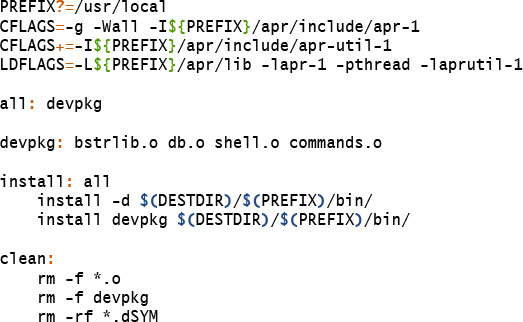 PREFIX?=/usr/local
CFLAGS=-g -Wall -I${PREFIX}/apr/include/apr-1
CFLAGS+=-I${PREFIX}/apr/include/apr-util-1
LDFLAGS=-L${PREFIX}/apr/lib -lapr-1 -pthread -laprutil-1
all: devpkg
devpkg: bstrlib.o db.o shell.o commands.o
install: all
install -d $(DESTDIR)/$(PREFIX)/bin/
install devpkg $(DESTDIR)/$(PREFIX)/bin/
clean:
rm -f *.o
rm -f devpkg
rm -rf *.dSYM